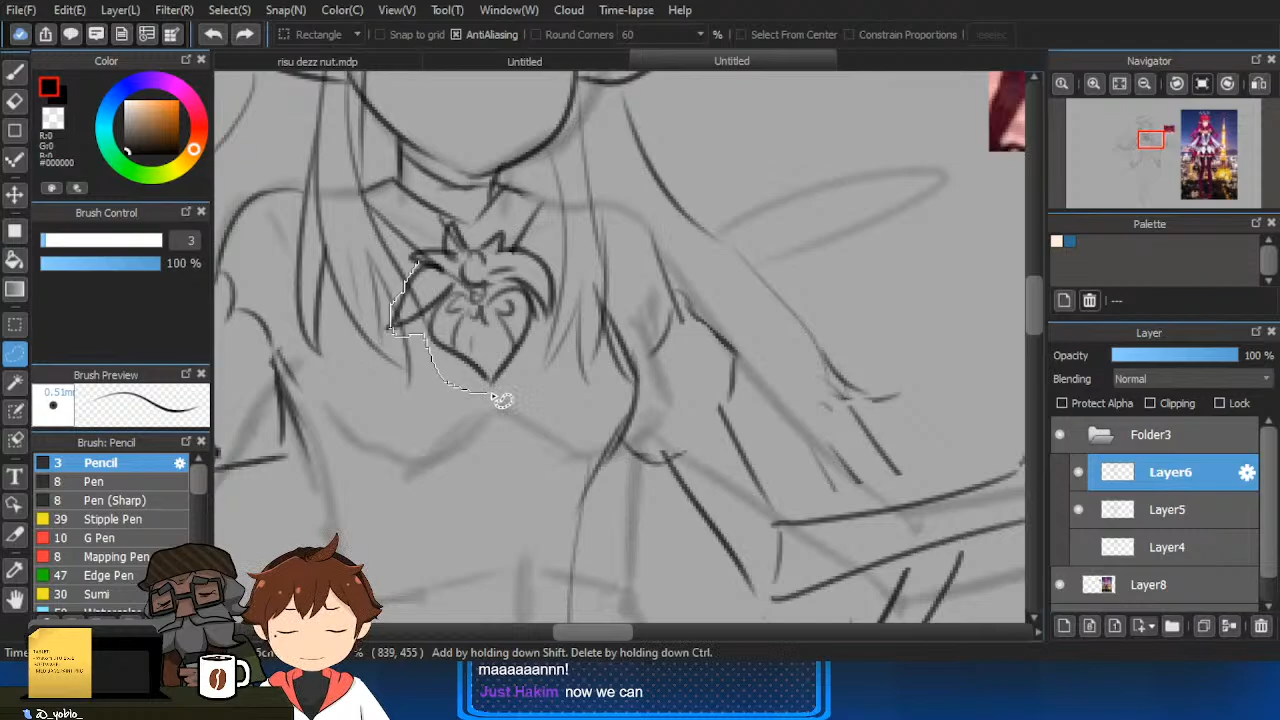 File(F) Edit(E) Layer(L) Filter(R) Select(S) Snap(N) Color(C) View(V) Tool(T) Window(W) Cloud Time-lapse Help
Rectangle Snap to grid AntiAliasing Round Corners 60 % Select From Center Constrain Proportions
Color
risu dezz nut.mdp Untitled Untitled
Navigator
R:0
G:0
B:0
#000000
Brush Control
3
100 %
Palette
---
Layer
Opacity 100 %
Blending Normal
Protect Alpha Clipping Lock
Brush Preview
0.51mm
Brush: Pencil
3 Pencil
8 Pen
8 Pen (Sharp)
39 Stipple Pen
10 G Pen
8 Mapping Pen
47 Edge Pen
30 Sumi
Folder3
Layer6
Layer5
Layer4
Layer8
% (839, 455) Add by holding down Shift. Delete by holding down Ctrl.
maaaaaannn!
Just Hakim now we can